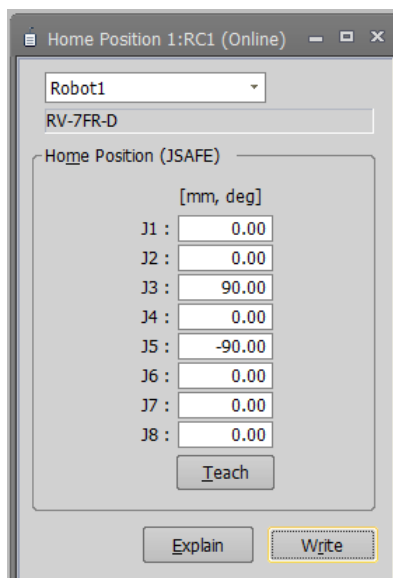 Home Position 1:RC1 (Online)
Robot1
RV-7FR-D
Home Position (JSAFE)
[mm, deg]
J1 : 0.00
J2 : 0.00
J3 : 90.00
J4 : 0.00
J5 : -90.00
J6 : 0.00
J7 : 0.00
J8 : 0.00
Teach
Explain Write